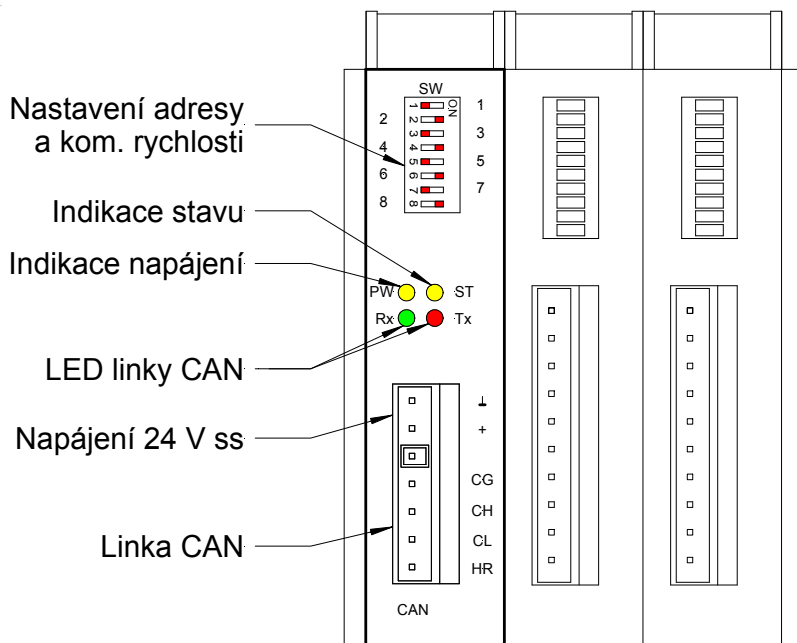 SW
ON
1
2
3
4
5
6
7
8
1
2
3
4
5
6
7
8
Nastavení adresy
a kom. rychlosti
Indikace stavu
Indikace napájení
PW
ST
Rx
Tx
LED linky CAN
Napájení 24 V ss
+
CG
CH
Linka CAN
CL
HR
CAN